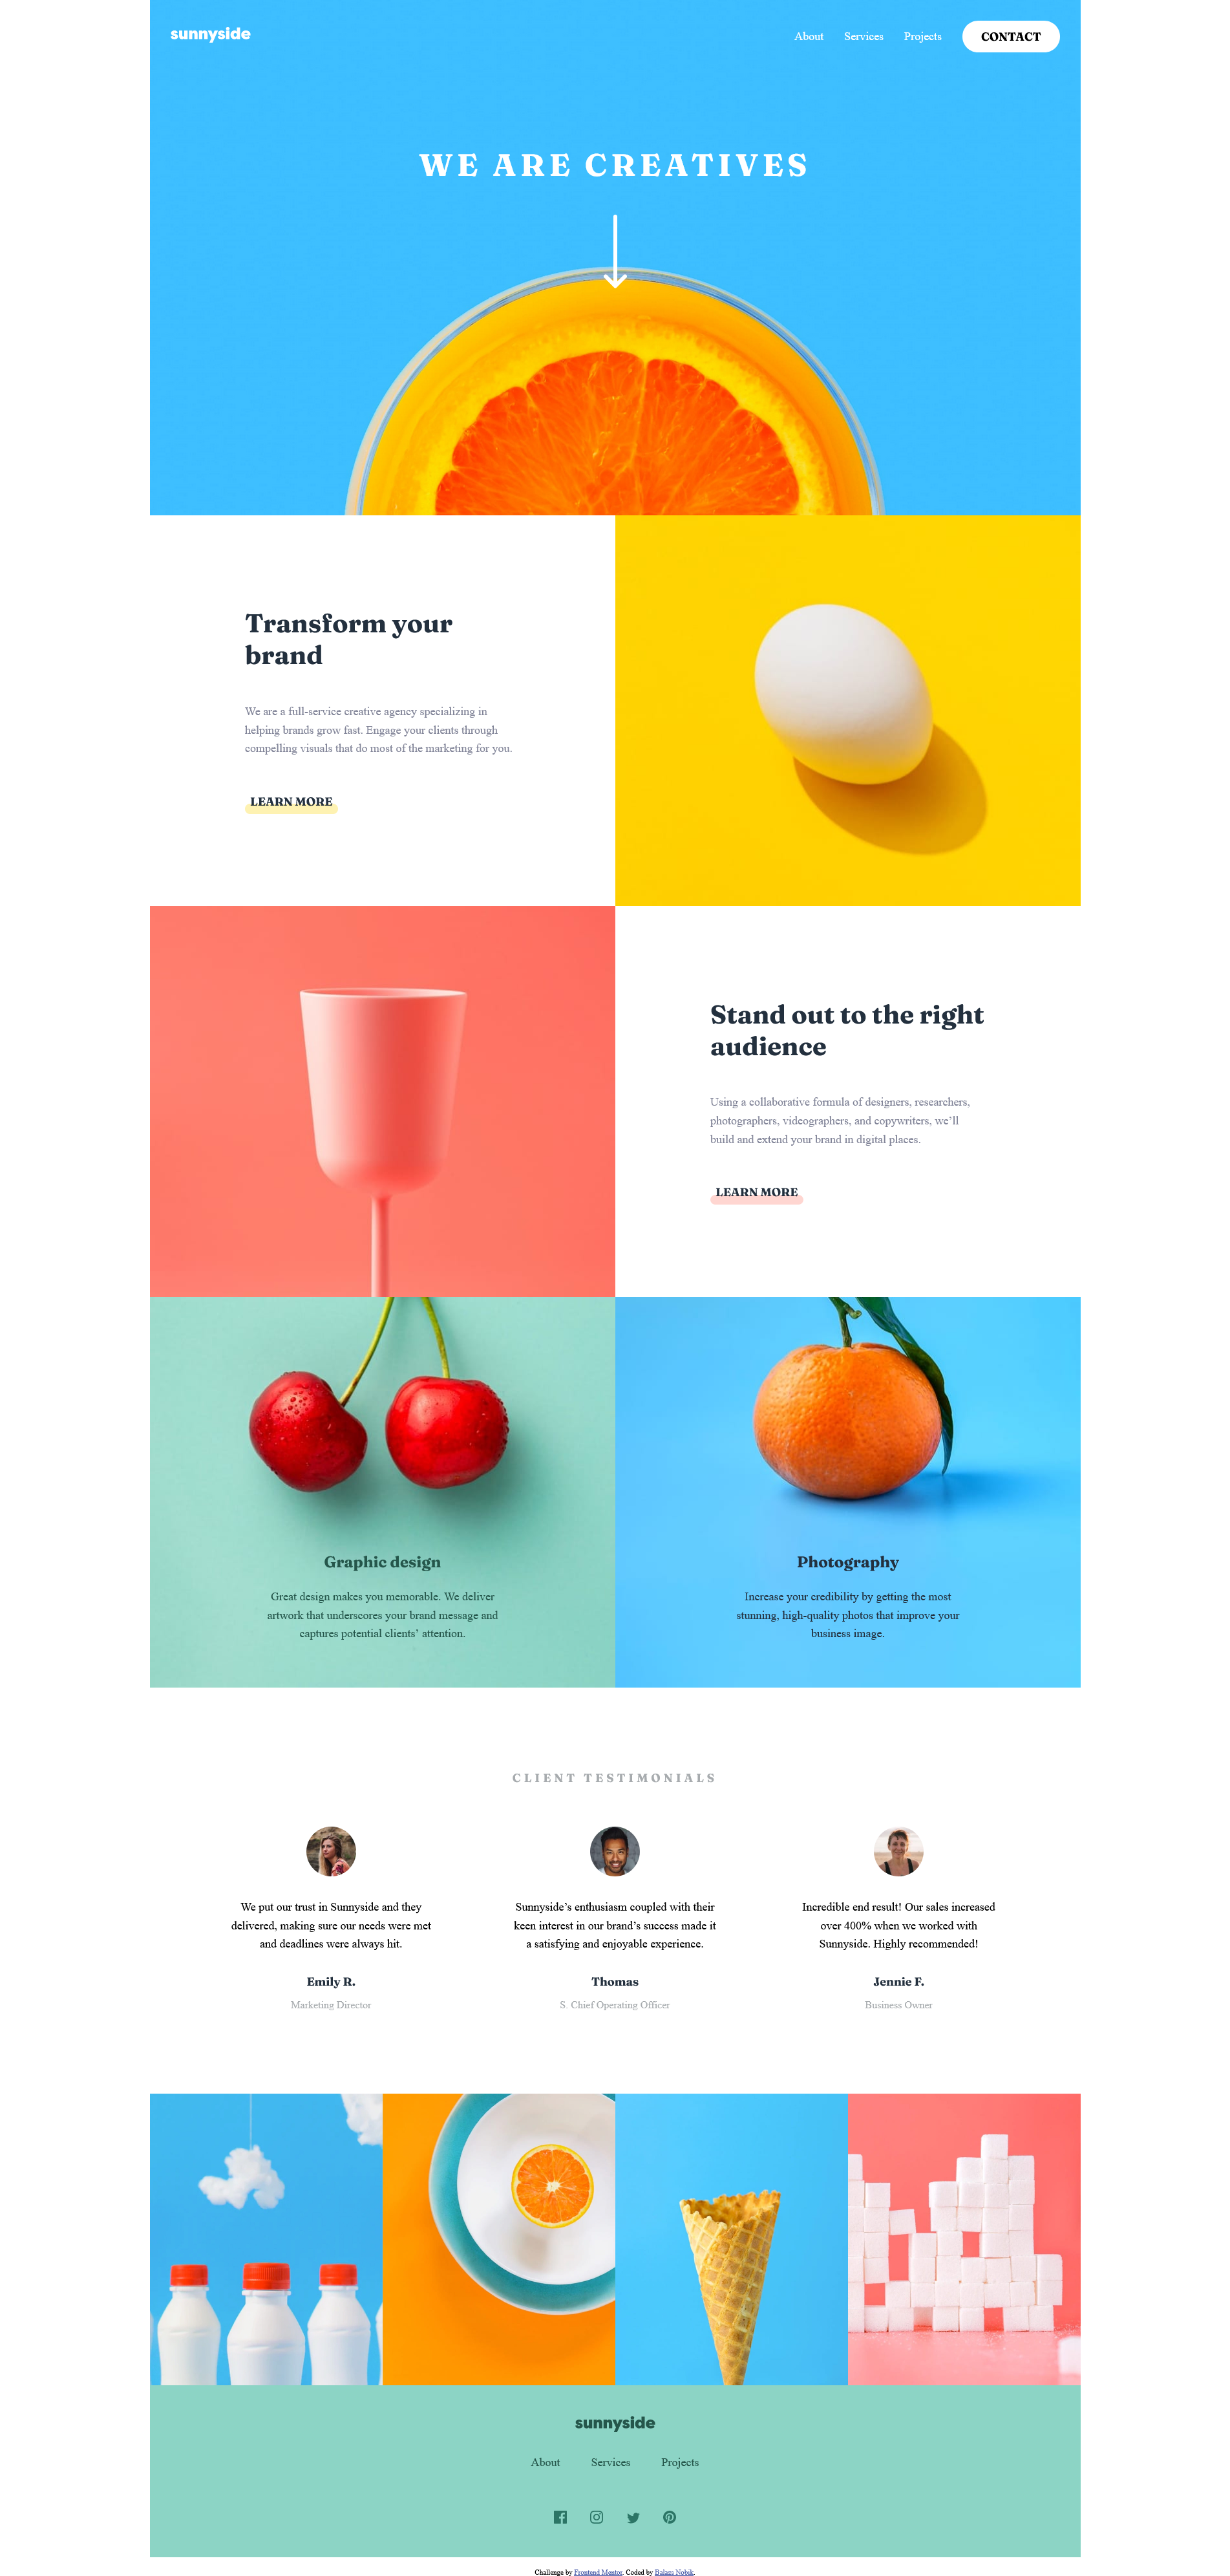 sunnyside
About Services Projects CONTACT
WE ARE CREATIVES
Transform your
brand
We are a full-service creative agency specializing in
helping brands grow fast. Engage your clients through
compelling visuals that do most of the marketing for you.
LEARN MORE
Stand out to the right
audience
Using a collaborative formula of designers, researchers,
photographers, videographers, and copywriters, we’ll
build and extend your brand in digital places.
LEARN MORE
Graphic design
Great design makes you memorable. We deliver
artwork that underscores your brand message and
captures potential clients’ attention.
Photography
Increase your credibility by getting the most
stunning, high-quality photos that improve your
business image.
CLIENT TESTIMONIALS
We put our trust in Sunnyside and they
delivered, making sure our needs were met
and deadlines were always hit.
Emily R.
Marketing Director
Sunnyside’s enthusiasm coupled with their
keen interest in our brand’s success made it
a satisfying and enjoyable experience.
Thomas
S. Chief Operating Officer
Incredible end result! Our sales increased
over 400% when we worked with
Sunnyside. Highly recommended!
Jennie F.
Business Owner
sunnyside
About Services Projects
Challenge by Frontend Mentor. Coded by Balazs Nobik.